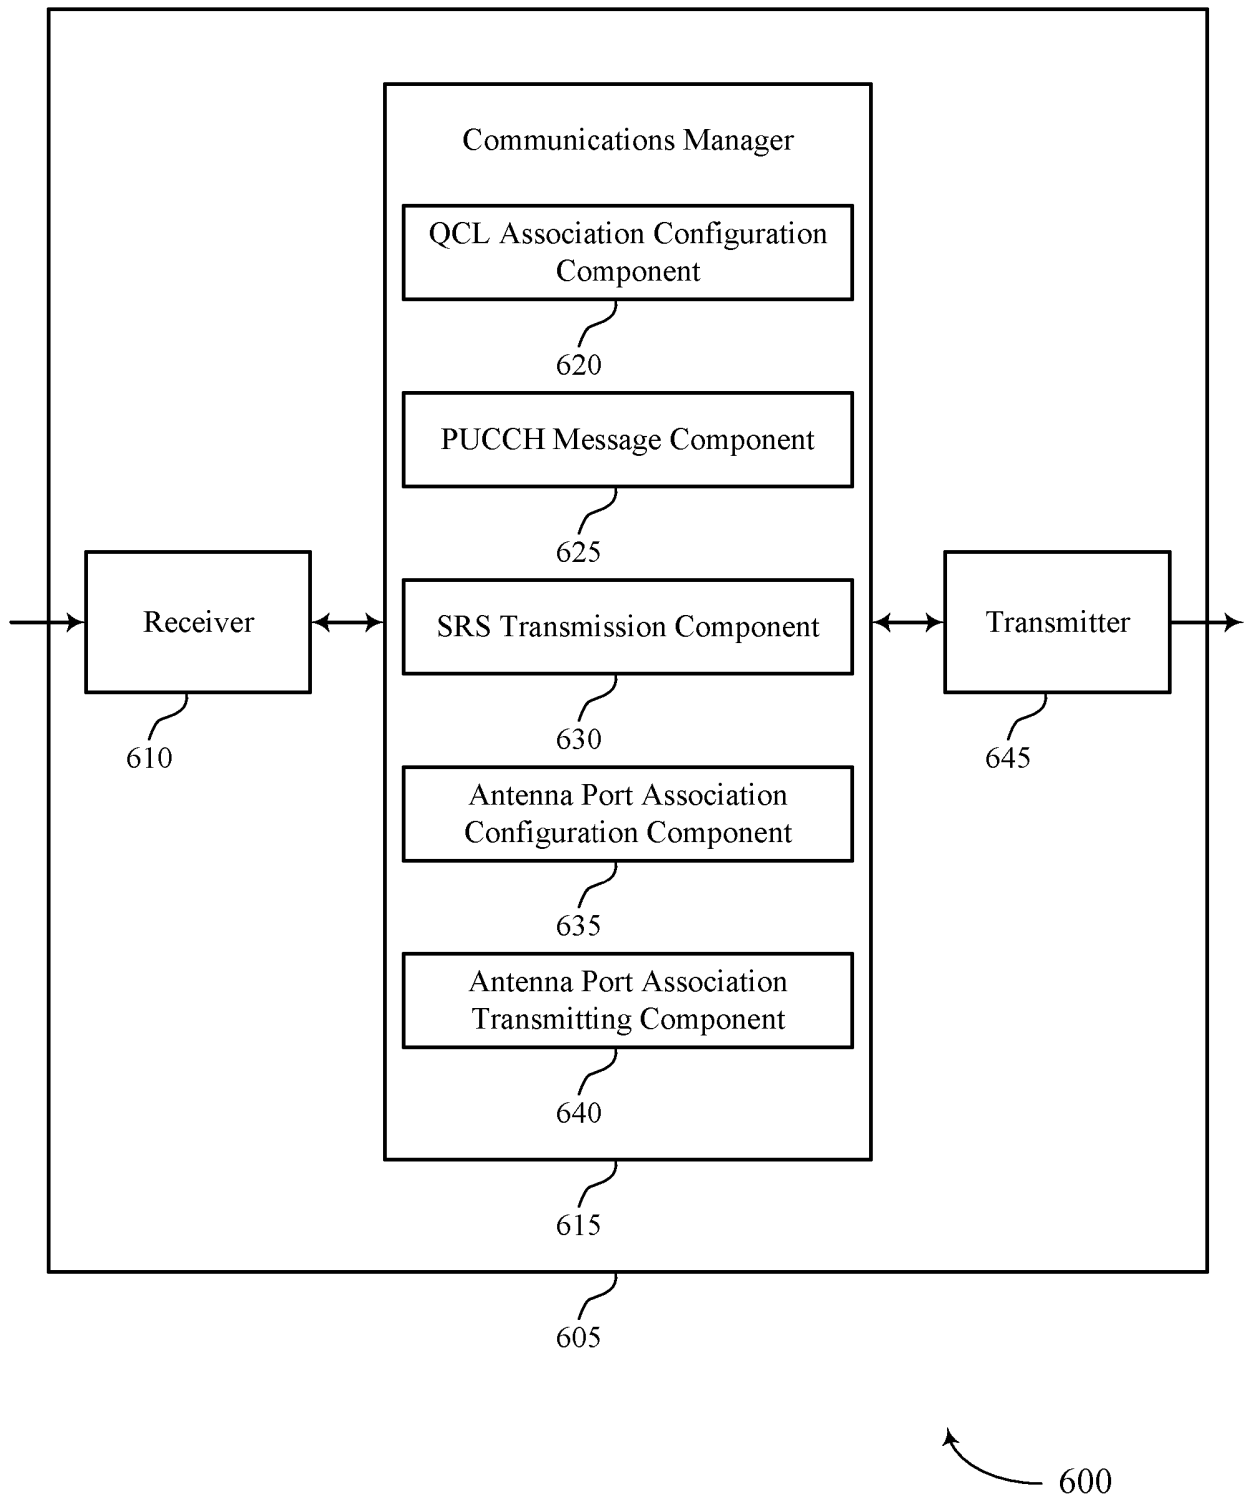 Communications Manager
QCL Association Configuration
Component
620
PUCCH Message Component
625
Receiver
610
SRS Transmission Component
630
Transmitter
645
Antenna Port Association
Configuration Component
635
Antenna Port Association
Transmitting Component
640
615
605
600